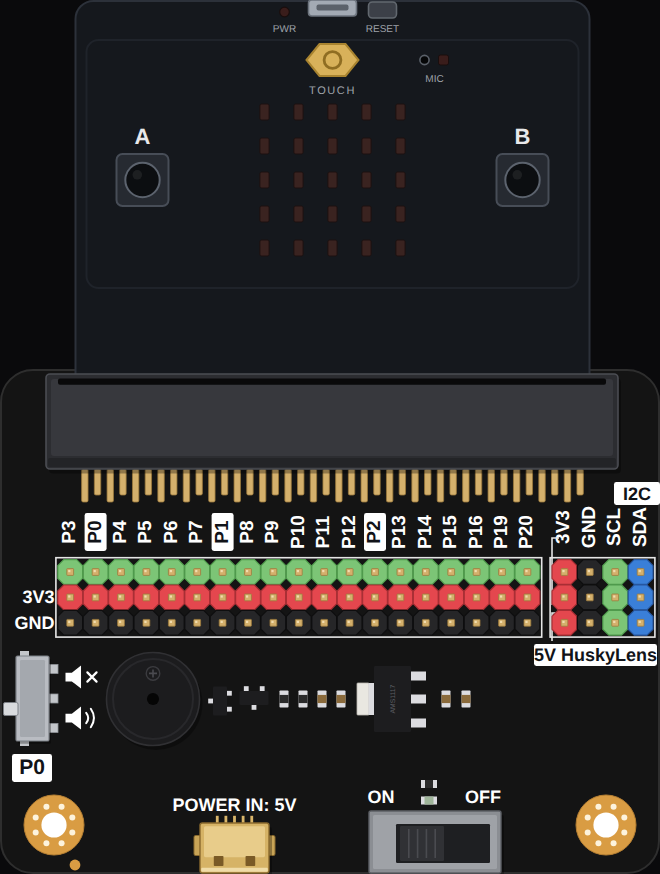 PWR
RESET
MIC
TOUCH
A
B
I2C
P3 P0 P4 P5 P6 P7 P1 P8 P9 P10 P11 P12 P2 P13 P14 P15 P16 P19 P20 3V3 GND SCL SDA
3V3
GND
5V HuskyLens
AMS1117
P0
POWER IN: 5V
ON
OFF